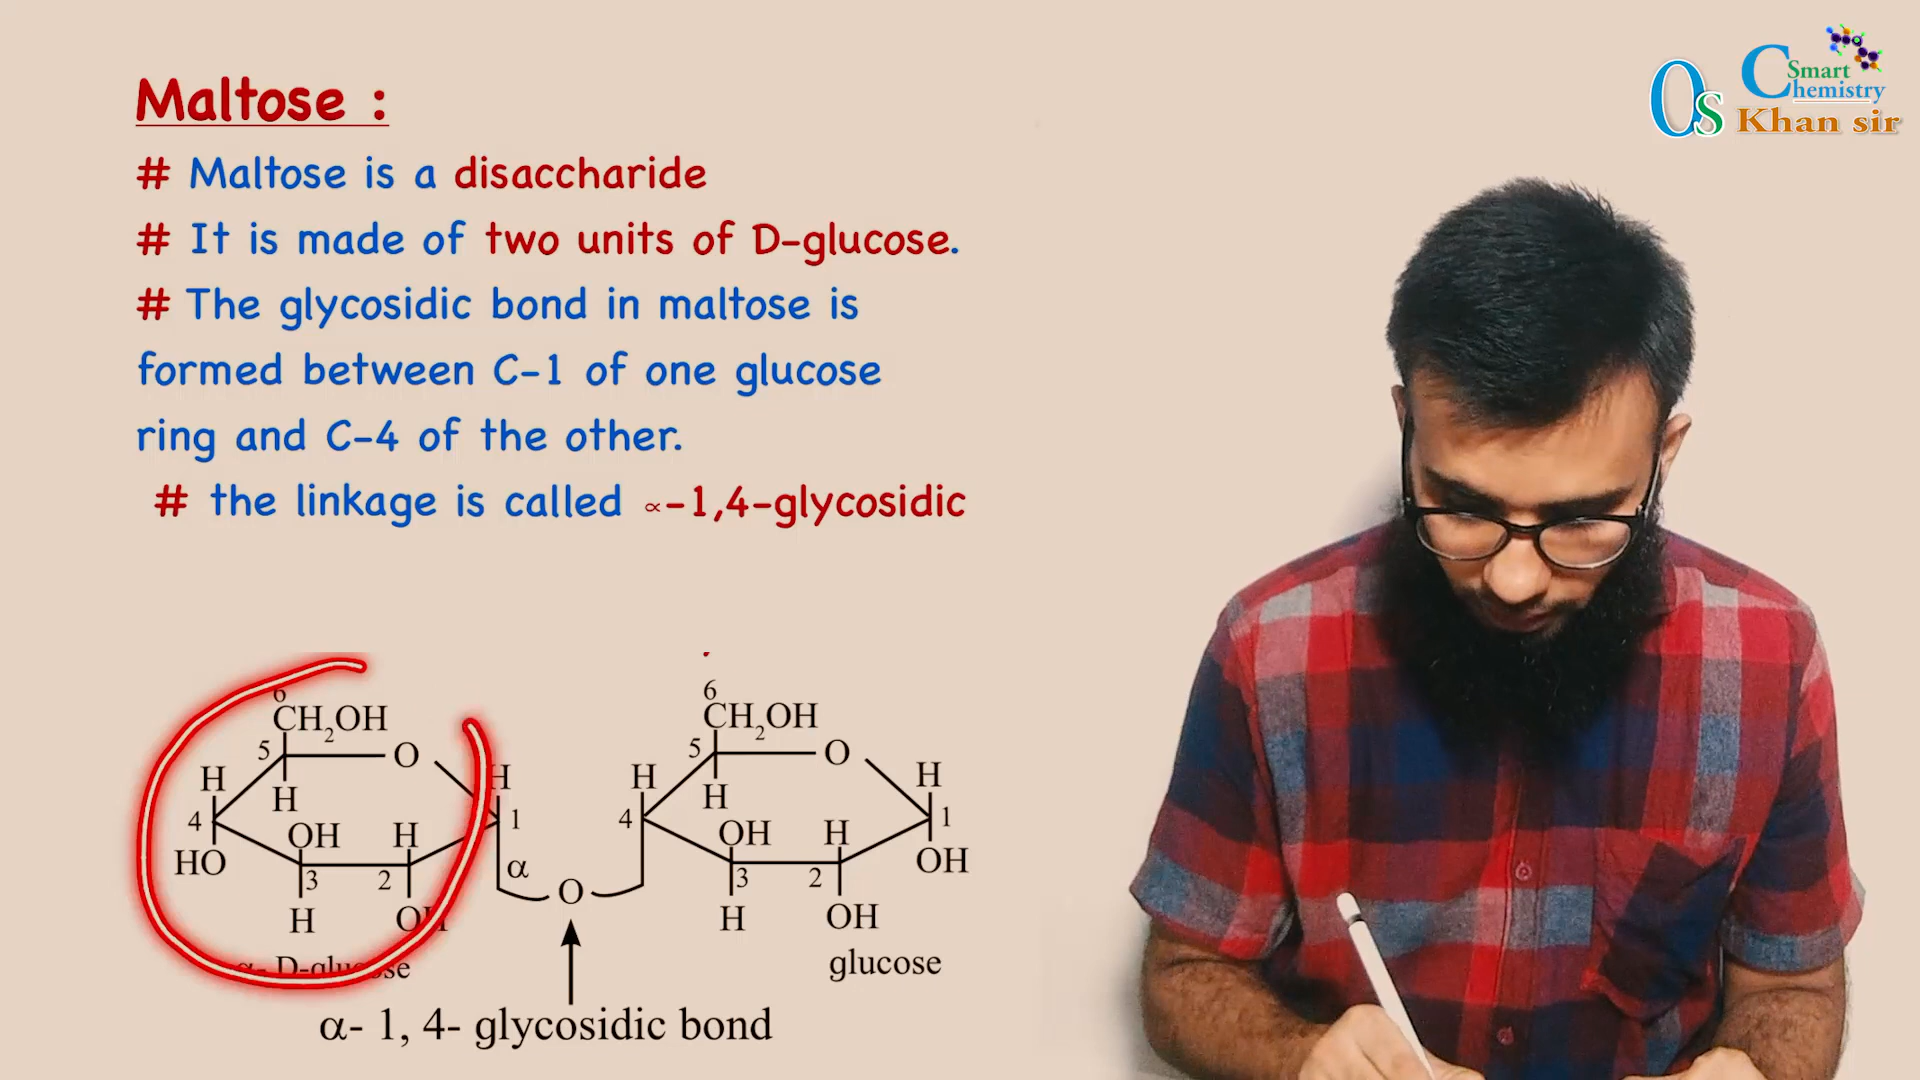 Maltose :
# Maltose is a disaccharide
# It is made of two units of D-glucose.
# The glycosidic bond in maltose is
formed between C-1 of one glucose
ring and C-4 of the other.
# the linkage is called ∝-1,4-glycosidic
Os Smart Chemistry
Khan sir
6 6
CH₂OH CH₂OH
5 O 5 O
H H H H
H H
4 1 4 1
OH H OH H
HO α OH
3 2 O 3 2
H OH H OH
α- D-glucose glucose
α- 1, 4- glycosidic bond